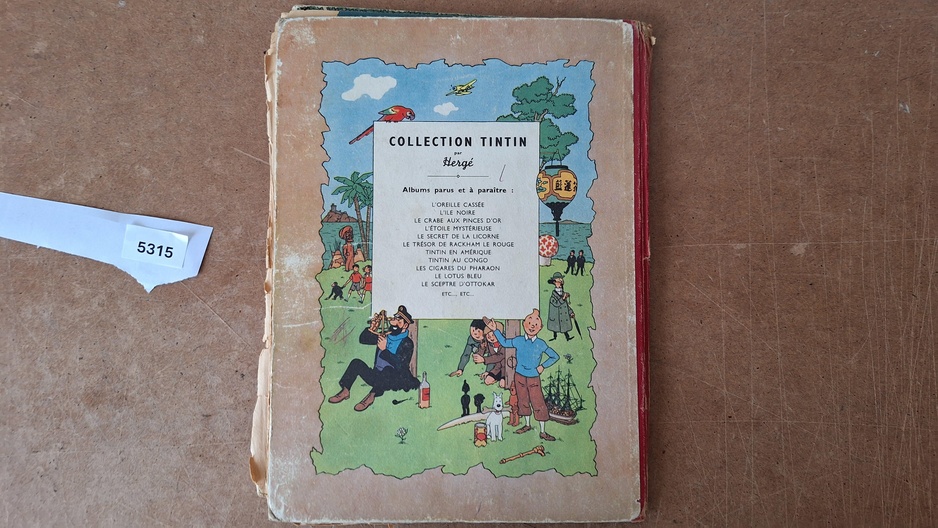 COLLECTION TINTIN
par
Hergé
Albums parus et à paraître :
L'OREILLE CASSÉE
L'ILE NOIRE
LE CRABE AUX PINCES D'OR
L'ÉTOILE MYSTÉRIEUSE
LE SECRET DE LA LICORNE
LE TRÉSOR DE RACKHAM LE ROUGE
TINTIN EN AMÉRIQUE
TINTIN AU CONGO
LES CIGARES DU PHARAON
LE LOTUS BLEU
LE SCEPTRE D'OTTOKAR
ETC... ETC...
5315